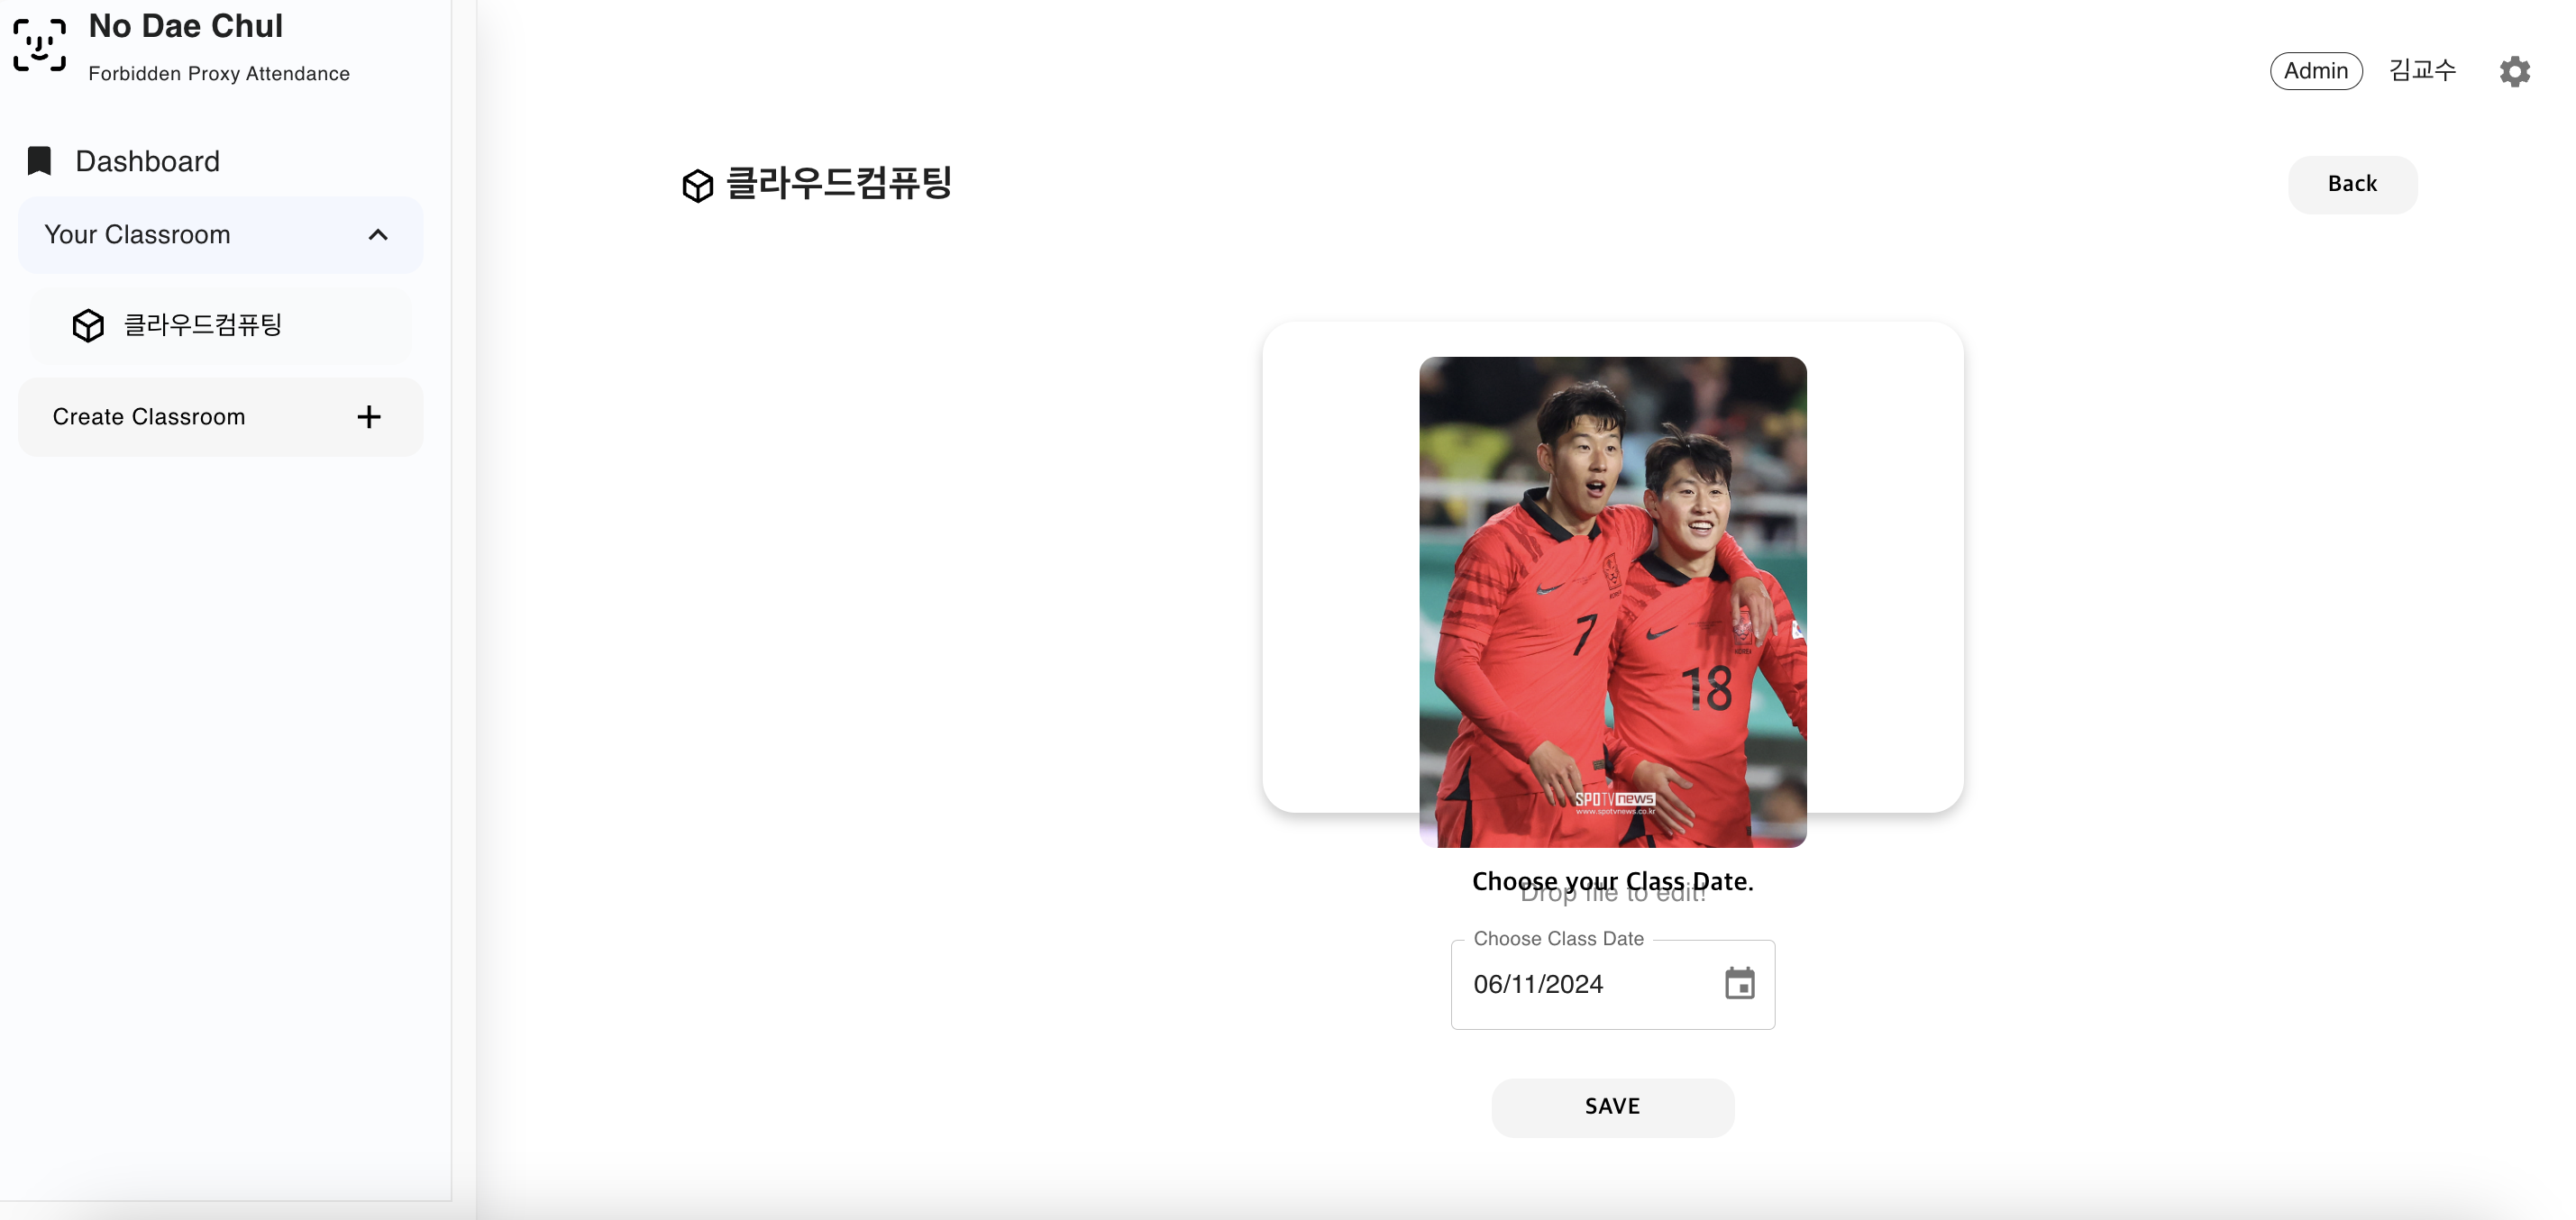 No Dae Chul
Forbidden Proxy Attendance
Dashboard
Your Classroom
클라우드컴퓨팅
Create Classroom
Admin 김교수
클라우드컴퓨팅
Back
7
18
KOREA
SPOTV news
www.spotvnews.co.kr
Choose your Class Date.
Drop file to edit!
Choose Class Date
06/11/2024
SAVE